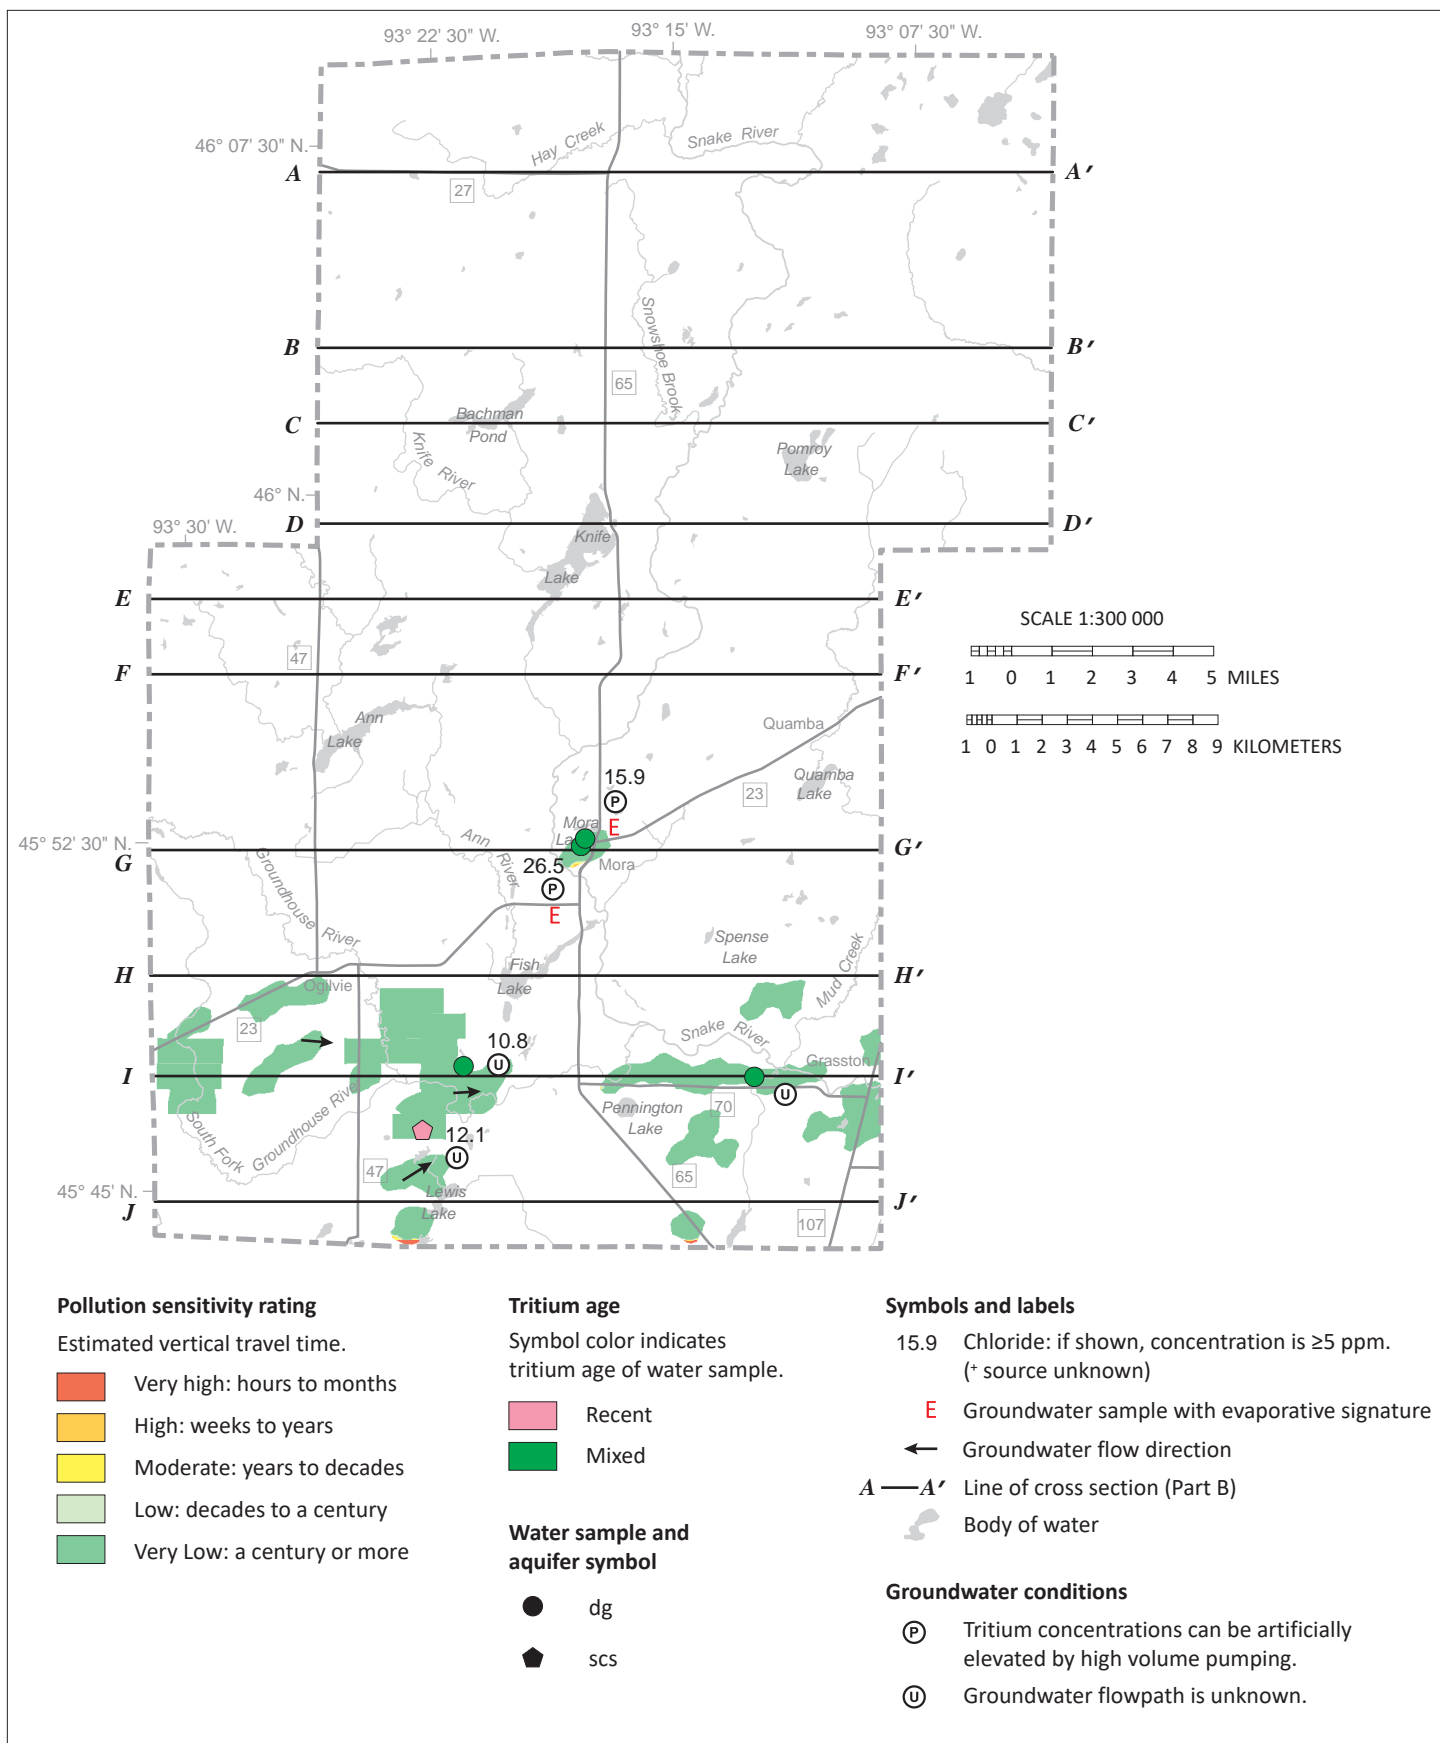 93° 22' 30" W.
93° 15' W.
93° 07' 30" W.
46° 07' 30" N.
Hay Creek
Snake River
A
A′
27
Snowshoe Brook
B
B′
65
Bachman
Pond
C
C′
Knife River
Pomroy
Lake
46° N.
93° 30' W.
D
D′
Knife
Lake
E
E′
SCALE 1:300 000
47
F
F′
1 0 1 2 3 4 5 MILES
Ann
Lake
Quamba
1 0 1 2 3 4 5 6 7 8 9 KILOMETERS
15.9
Quamba
Lake
23
P
Mora
E
La
45° 52' 30" N.
Ann River
G
G′
Mora
26.5
P
E
Groundhouse River
Spense
Lake
Mud Creek
H
Fish
Lake
H′
Ogilvie
23
Snake River
10.8
U
Grasston
I
I′
U
Pennington
Lake
70
South Fork
Groundhouse River
12.1
U
47
65
45° 45' N.
Lewis
Lake
J
J′
107
Pollution sensitivity rating
Estimated vertical travel time.
Very high: hours to months
High: weeks to years
Moderate: years to decades
Low: decades to a century
Very Low: a century or more
Tritium age
Symbol color indicates
tritium age of water sample.
Recent
Mixed
Water sample and
aquifer symbol
dg
scs
Symbols and labels
15.9 Chloride: if shown, concentration is ≥5 ppm.
(+ source unknown)
E Groundwater sample with evaporative signature
Groundwater flow direction
A A′ Line of cross section (Part B)
Body of water
Groundwater conditions
P Tritium concentrations can be artificially
elevated by high volume pumping.
U Groundwater flowpath is unknown.